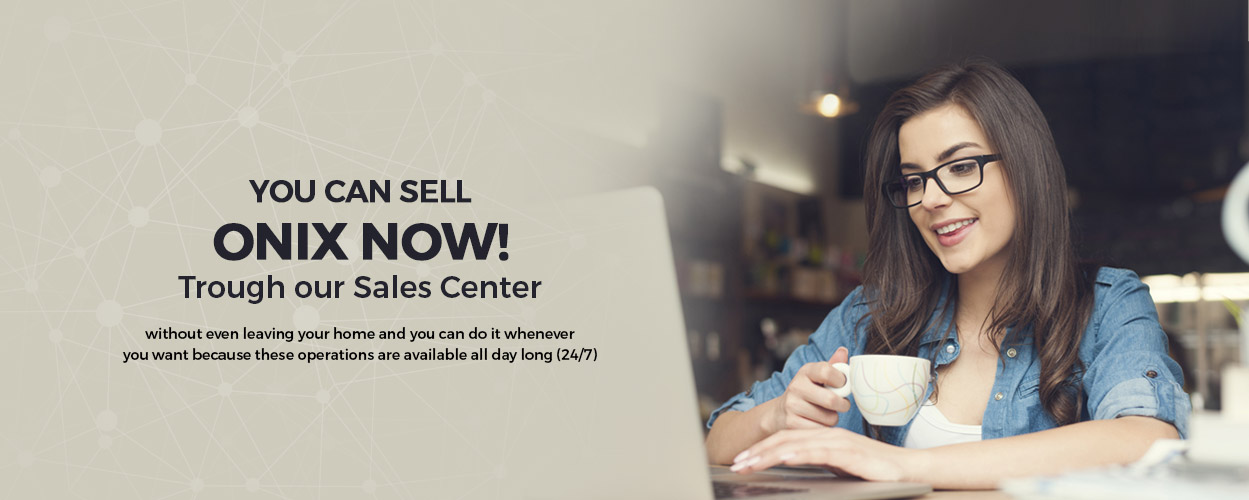 YOU CAN SELL
ONIX NOW!
Trough our Sales Center
without even leaving your home and you can do it whenever
you want because these operations are available all day long (24/7)